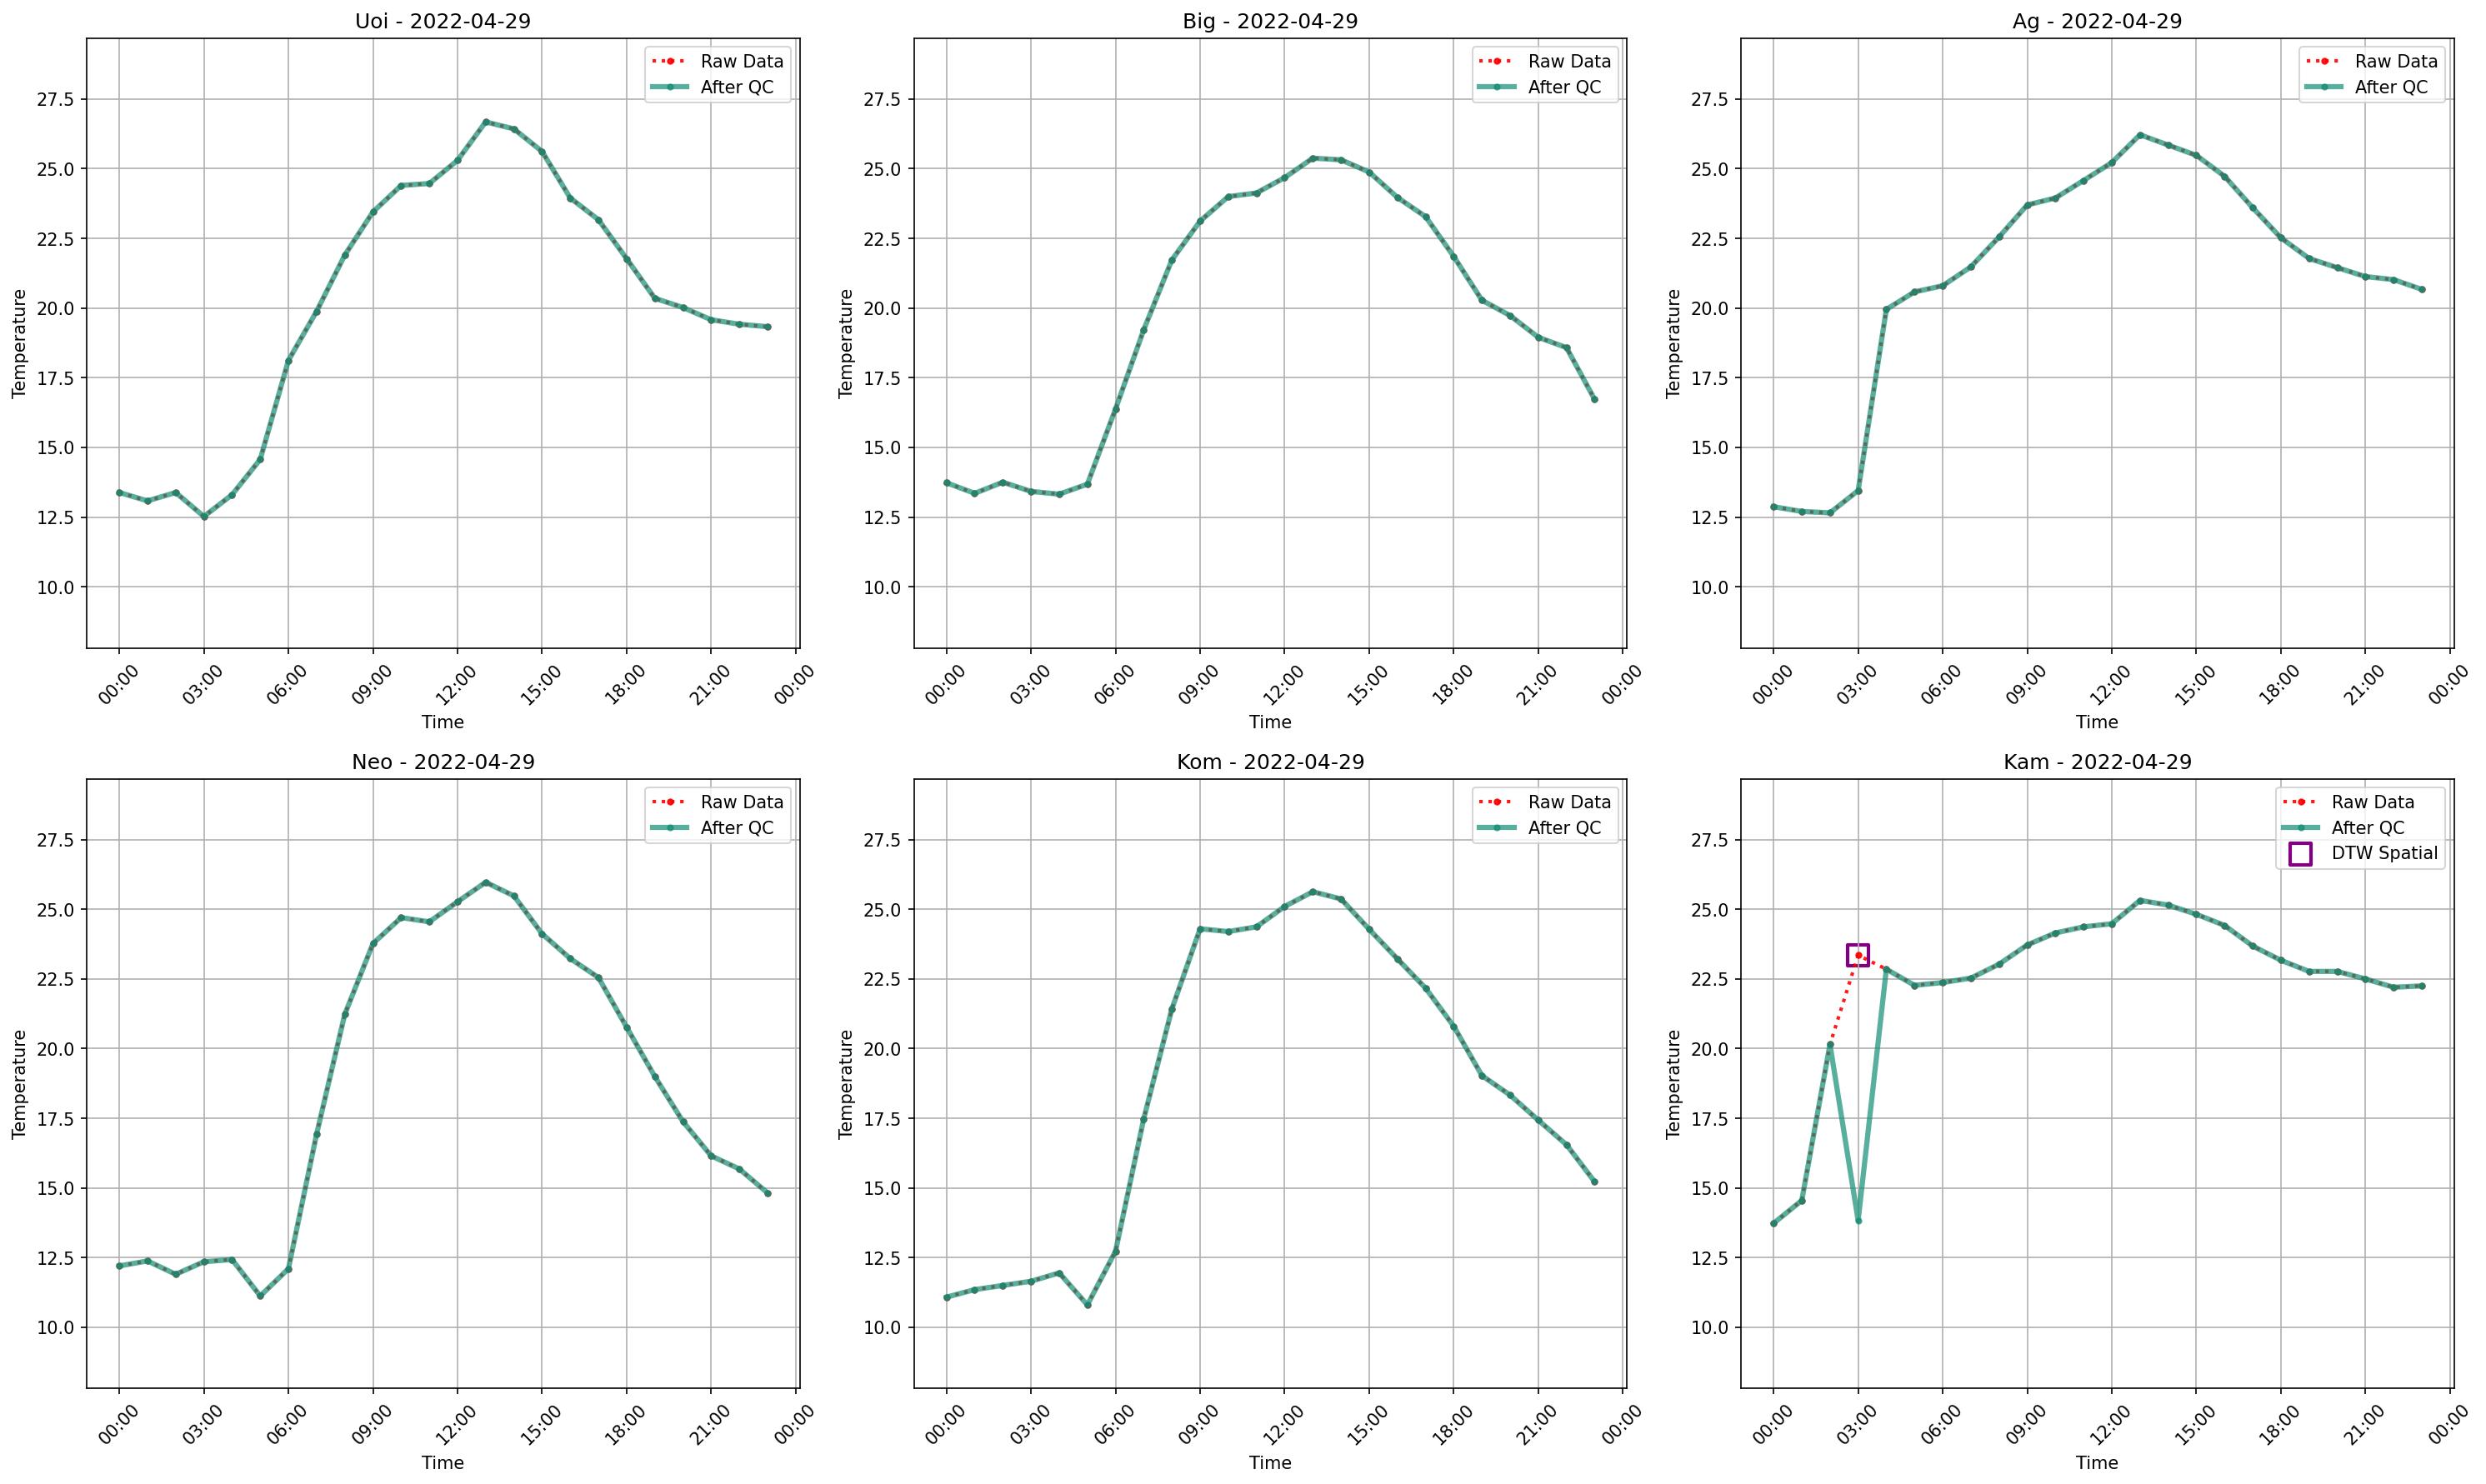 Uoi - 2022-04-29
Raw Data
After QC
27.5
25.0
22.5
20.0
17.5
15.0
12.5
10.0
Temperature
00:00 03:00 06:00 09:00 12:00 15:00 18:00 21:00 00:00
Time
Big - 2022-04-29
Raw Data
After QC
27.5
25.0
22.5
20.0
17.5
15.0
12.5
10.0
Temperature
00:00 03:00 06:00 09:00 12:00 15:00 18:00 21:00 00:00
Time
Ag - 2022-04-29
Raw Data
After QC
27.5
25.0
22.5
20.0
17.5
15.0
12.5
10.0
Temperature
00:00 03:00 06:00 09:00 12:00 15:00 18:00 21:00 00:00
Time
Neo - 2022-04-29
Raw Data
After QC
27.5
25.0
22.5
20.0
17.5
15.0
12.5
10.0
Temperature
00:00 03:00 06:00 09:00 12:00 15:00 18:00 21:00 00:00
Time
Kom - 2022-04-29
Raw Data
After QC
27.5
25.0
22.5
20.0
17.5
15.0
12.5
10.0
Temperature
00:00 03:00 06:00 09:00 12:00 15:00 18:00 21:00 00:00
Time
Kam - 2022-04-29
Raw Data
After QC
DTW Spatial
27.5
25.0
22.5
20.0
17.5
15.0
12.5
10.0
Temperature
00:00 03:00 06:00 09:00 12:00 15:00 18:00 21:00 00:00
Time